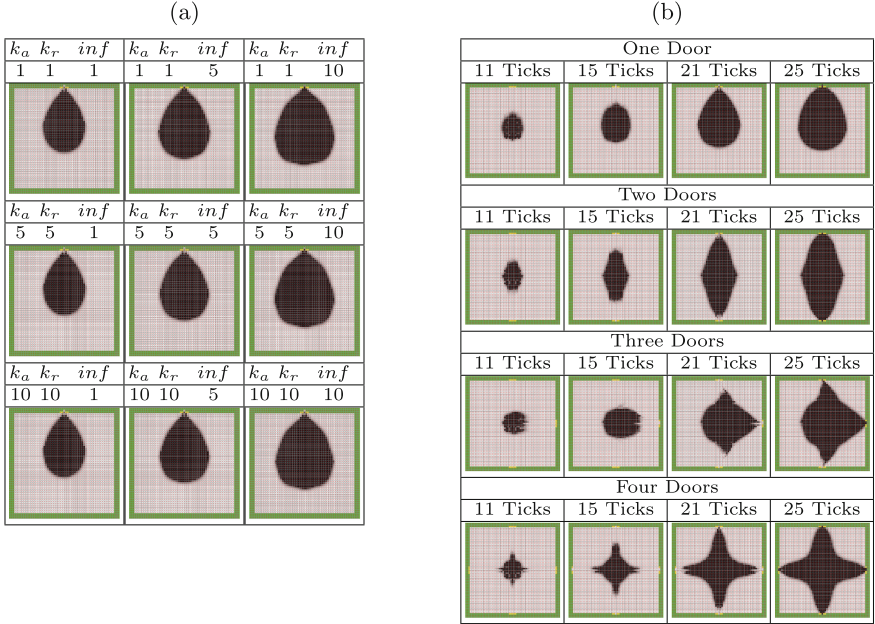 (a)
k_a k_r inf k_a k_r inf k_a k_r inf
1 1 1 1 1 5 1 1 10
k_a k_r inf k_a k_r inf k_a k_r inf
5 5 1 5 5 5 5 5 10
k_a k_r inf k_a k_r inf k_a k_r inf
10 10 1 10 10 5 10 10 10
(b)
One Door
11 Ticks 15 Ticks 21 Ticks 25 Ticks
Two Doors
11 Ticks 15 Ticks 21 Ticks 25 Ticks
Three Doors
11 Ticks 15 Ticks 21 Ticks 25 Ticks
Four Doors
11 Ticks 15 Ticks 21 Ticks 25 Ticks